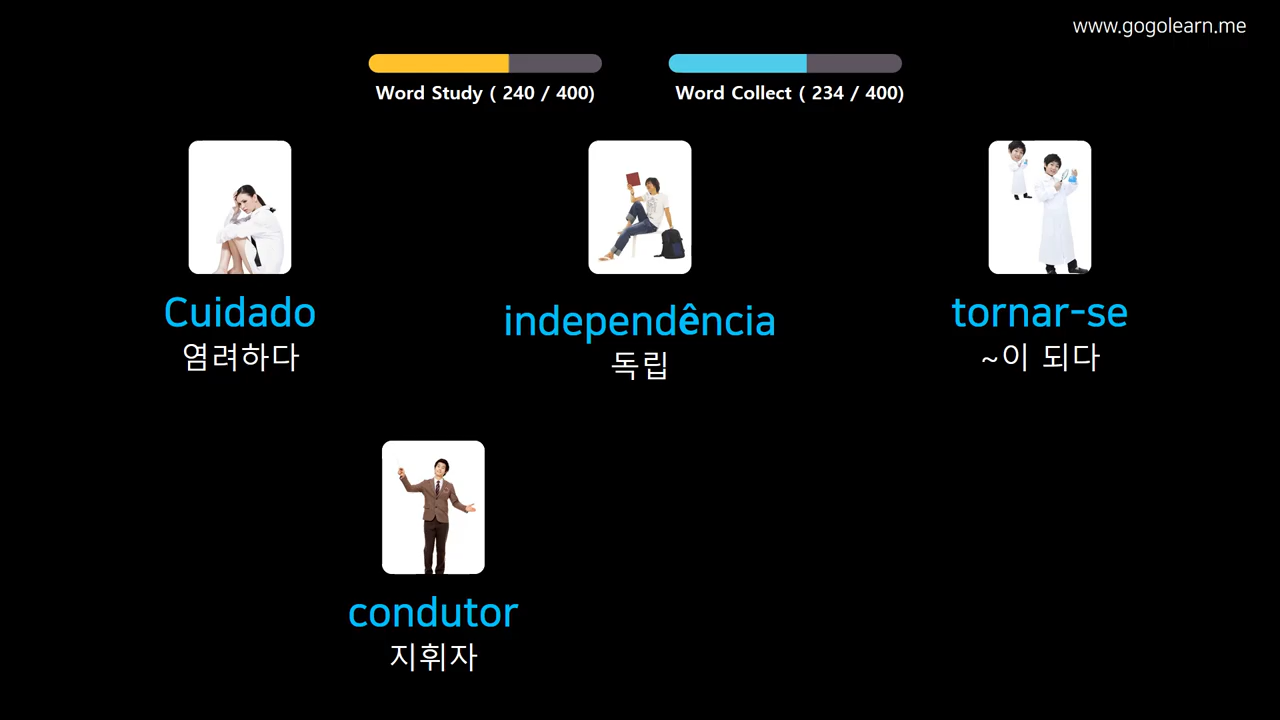 www.gogolearn.me
Word Study ( 240 / 400)
Word Collect ( 234 / 400)
Cuidado
염려하다
independência
독립
tornar-se
~이 되다
condutor
지휘자